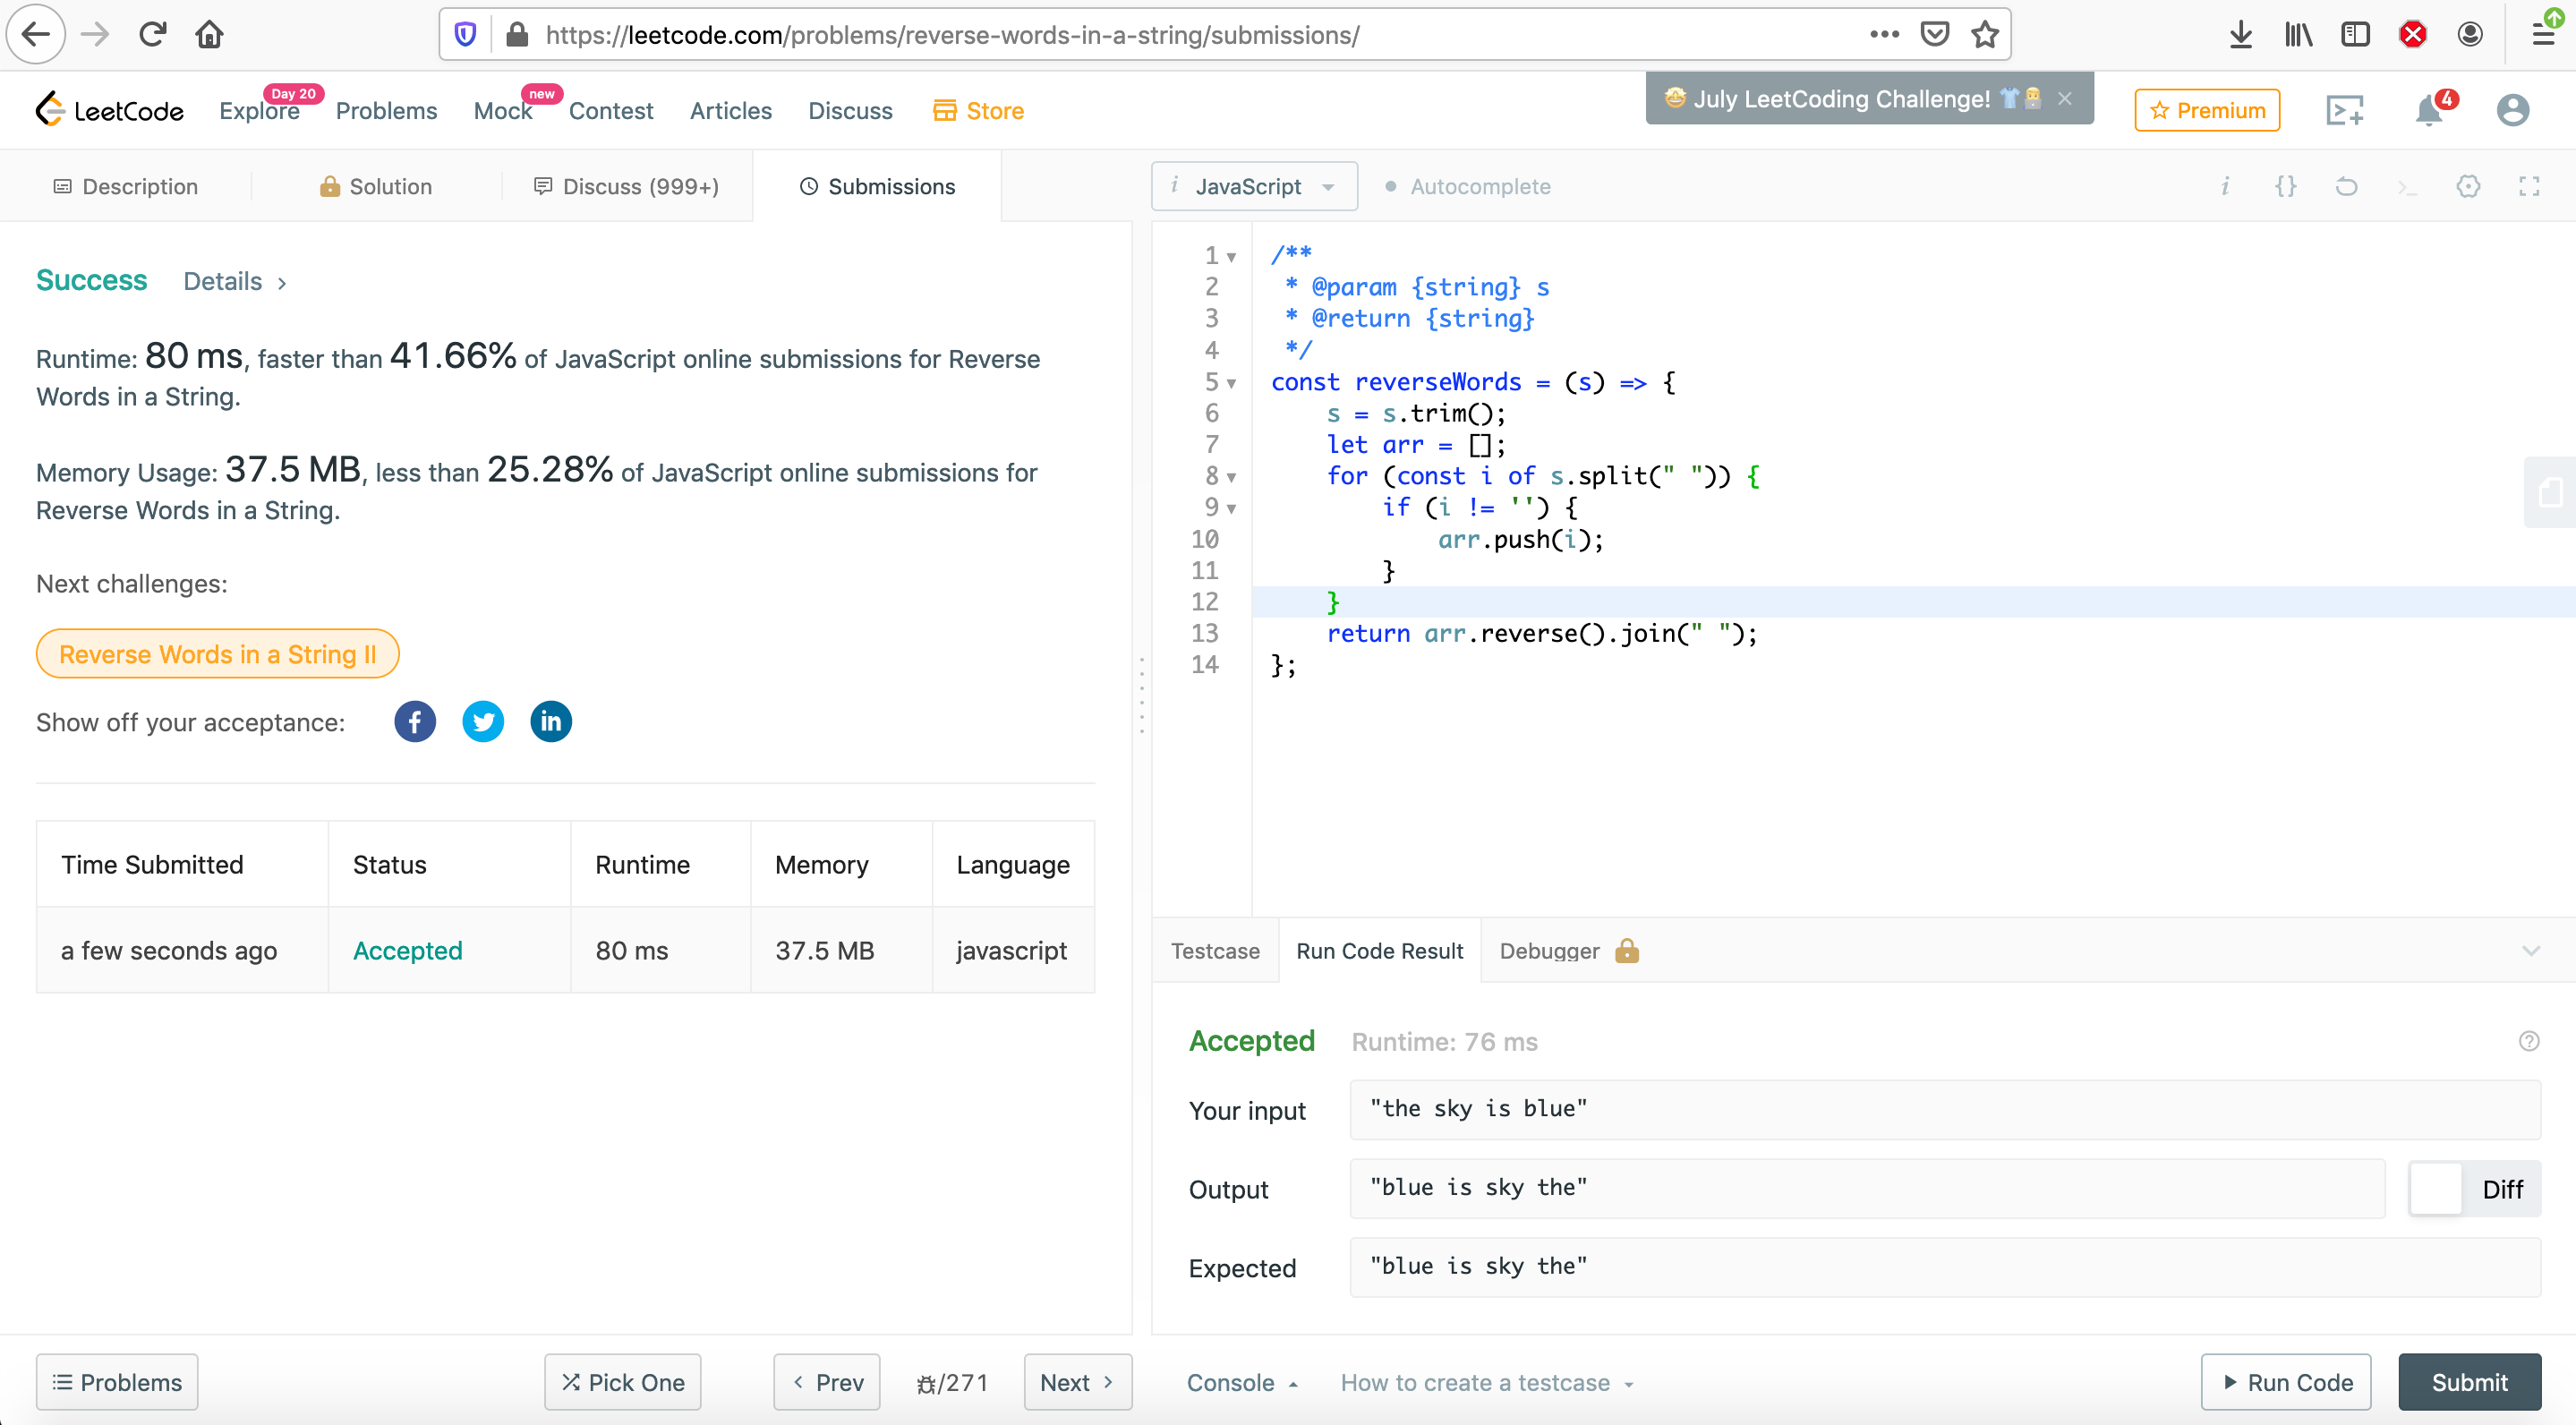 https://leetcode.com/problems/reverse-words-in-a-string/submissions/
LeetCode
Explore
Day 20
Problems
Mock
new
Contest
Articles
Discuss
Store
July LeetCoding Challenge!
Premium
4
Description
Solution
Discuss (999+)
Submissions
i JavaScript
Autocomplete
Success Details
Runtime: 80 ms, faster than 41.66% of JavaScript online submissions for Reverse
Words in a String.
Memory Usage: 37.5 MB, less than 25.28% of JavaScript online submissions for
Reverse Words in a String.
Next challenges:
Reverse Words in a String II
Show off your acceptance:
Time Submitted Status Runtime Memory Language
a few seconds ago Accepted 80 ms 37.5 MB javascript
1 /**
2  * @param {string} s
3  * @return {string}
4  */
5 const reverseWords = (s) => {
6     s = s.trim();
7     let arr = [];
8     for (const i of s.split(" ")) {
9         if (i != '') {
10             arr.push(i);
11         }
12     }
13     return arr.reverse().join(" ");
14 };
Testcase
Run Code Result
Debugger
Accepted Runtime: 76 ms
Your input "the sky is blue"
Output "blue is sky the"
Diff
Expected "blue is sky the"
Problems
Pick One
Prev
/271
Next
Console
How to create a testcase
Run Code
Submit